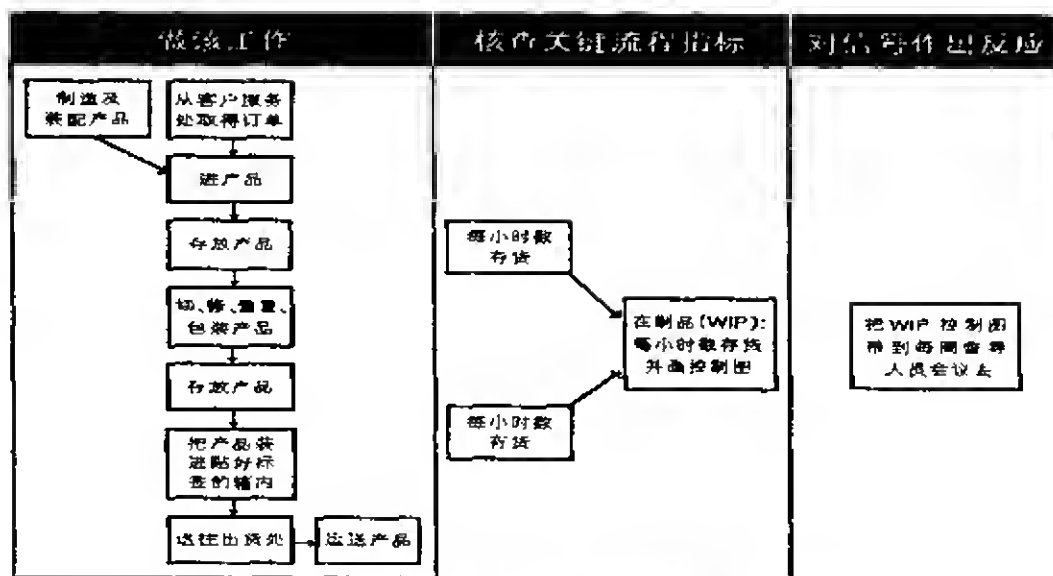 做该工作
核查关键流程指标
对信号作出反应
制造及
装配产品
从客户服务
处取得订单
进产品
存放产品
切、修、量重、
包装产品
存放产品
把产品装
进贴好标
签的箱内
送往出货处
运送产品
每小时数
存货
每小时数
存货
在制品(WIP):
每小时数存货
并画控制图
把WIP控制图
带到每周督导
人员会议去